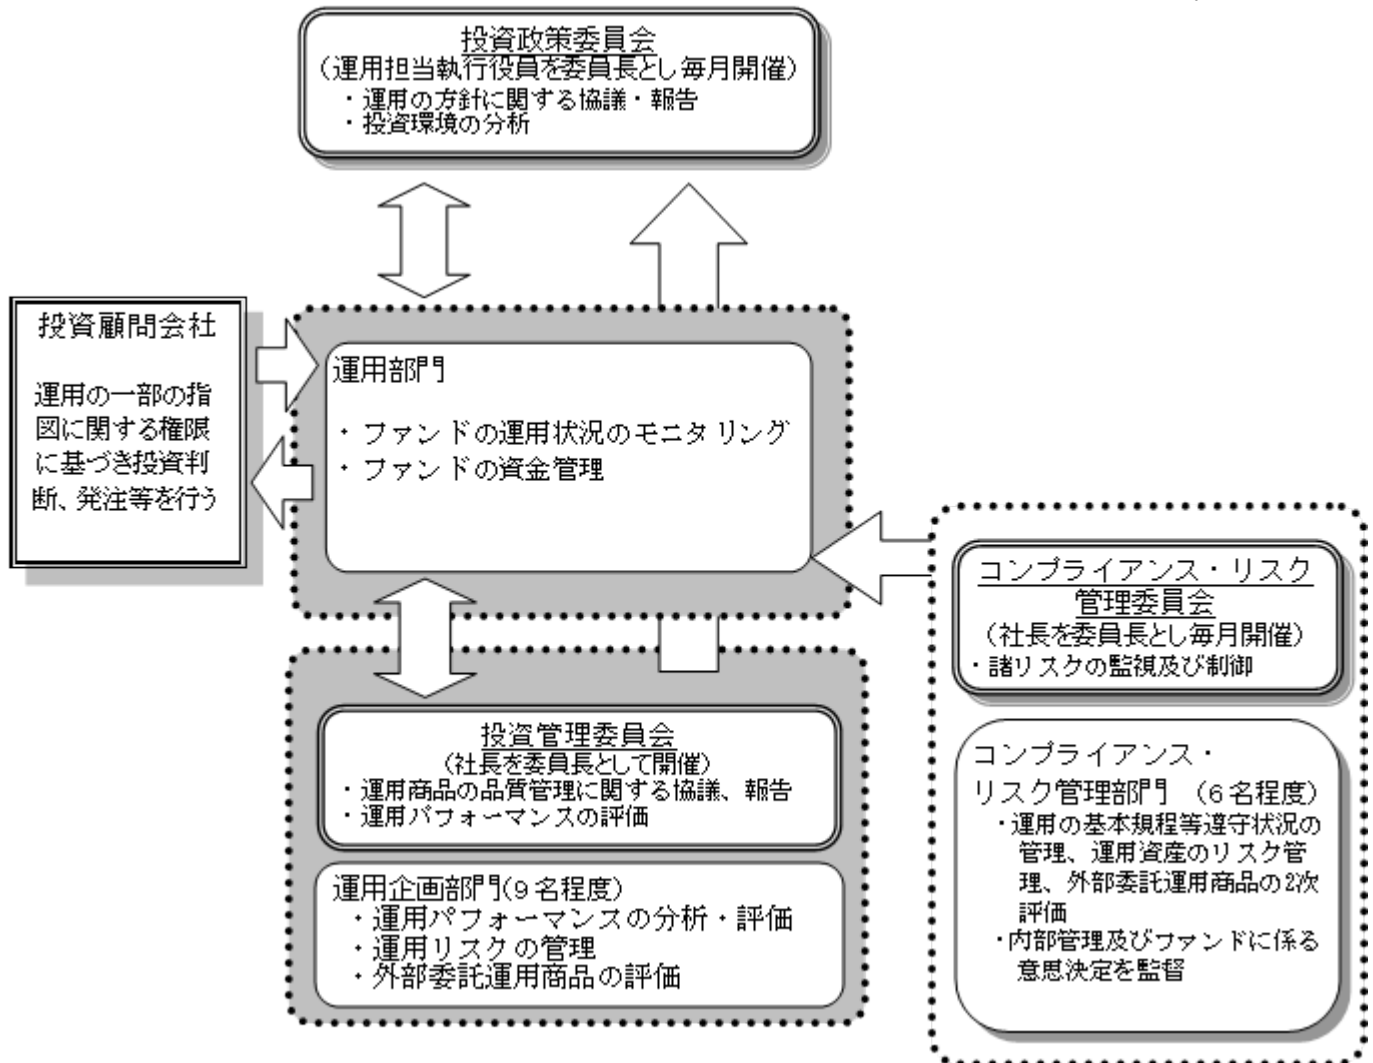 投資政策委員会
（運用担当執行役員を委員長とし毎月開催）
・運用の方針に関する協議・報告
・投資環境の分析
投資顧問会社
運用の一部の指
図に関する権限
に基づき投資判
断、発注等を行う
運用部門
・ ファンドの運用状況のモニタリング
・ ファンドの資金管理
コンプライアンス・リスク
管理委員会
（社長を委員長とし毎月開催）
・諸リスクの監視及び制御
投資管理委員会
（社長を委員長として開催）
・運用商品の品質管理に関する協議、報告
・運用パフォーマンスの評価
運用企画部門(９名程度）
・運用パフォーマンスの分析・評価
・運用リスクの管理
・外部委託運用商品の評価
コンプライアンス・
リスク管理部門 （６名程度）
・運用の基本規程等遵守状況の
管理、運用資産のリスク管
理、外部委託運用商品の2次
評価
・内部管理及びファンドに係る
意思決定を監督